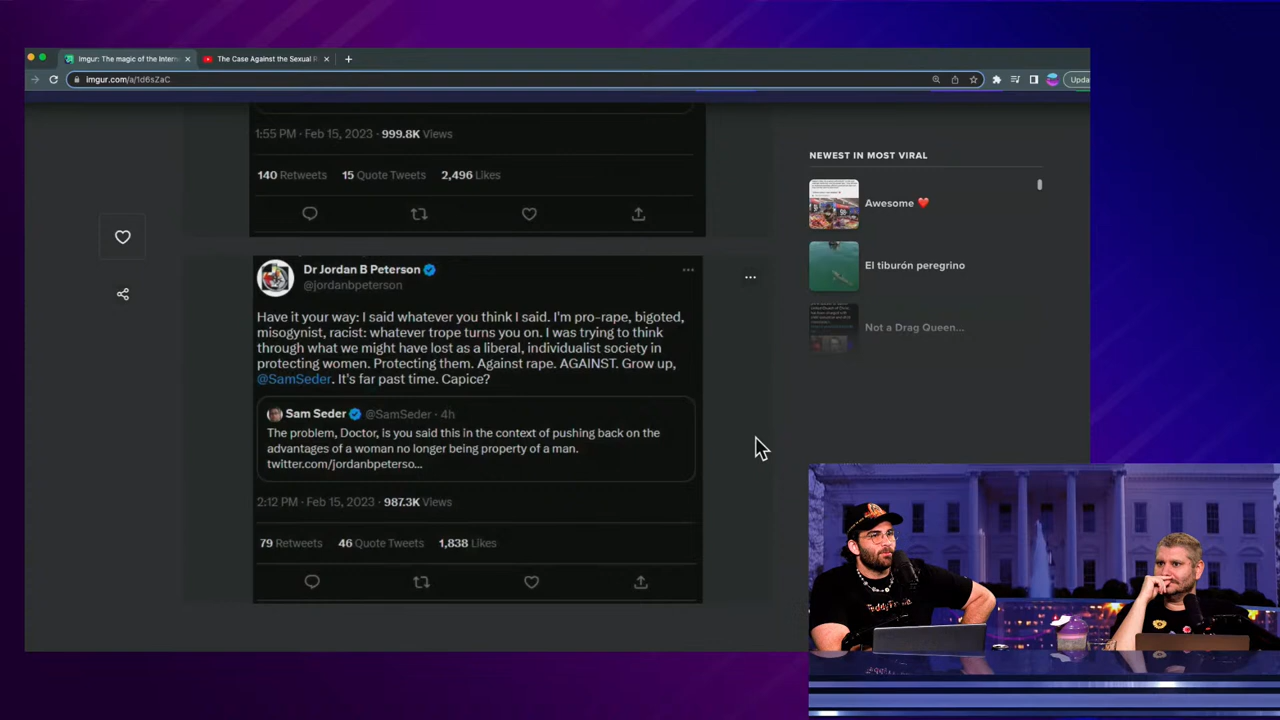 Imgur: The magic of the Intern
The Case Against the Sexual R
imgur.com/a/1d6sZaC
Upda
1:55 PM · Feb 15, 2023 · 999.8K Views
140 Retweets 15 Quote Tweets 2,496 Likes
Dr Jordan B Peterson
@jordanbpeterson
Have it your way: I said whatever you think I said. I'm pro-rape, bigoted,
misogynist, racist: whatever trope turns you on. I was trying to think
through what we might have lost as a liberal, individualist society in
protecting women. Protecting them. Against rape. AGAINST. Grow up,
@SamSeder. It's far past time. Capice?
Sam Seder @SamSeder · 4h
The problem, Doctor, is you said this in the context of pushing back on the
advantages of a woman no longer being property of a man.
twitter.com/jordanbpeterso...
2:12 PM · Feb 15, 2023 · 987.3K Views
79 Retweets 46 Quote Tweets 1,838 Likes
NEWEST IN MOST VIRAL
Awesome ❤️
El tiburón peregrino
Not a Drag Queen...